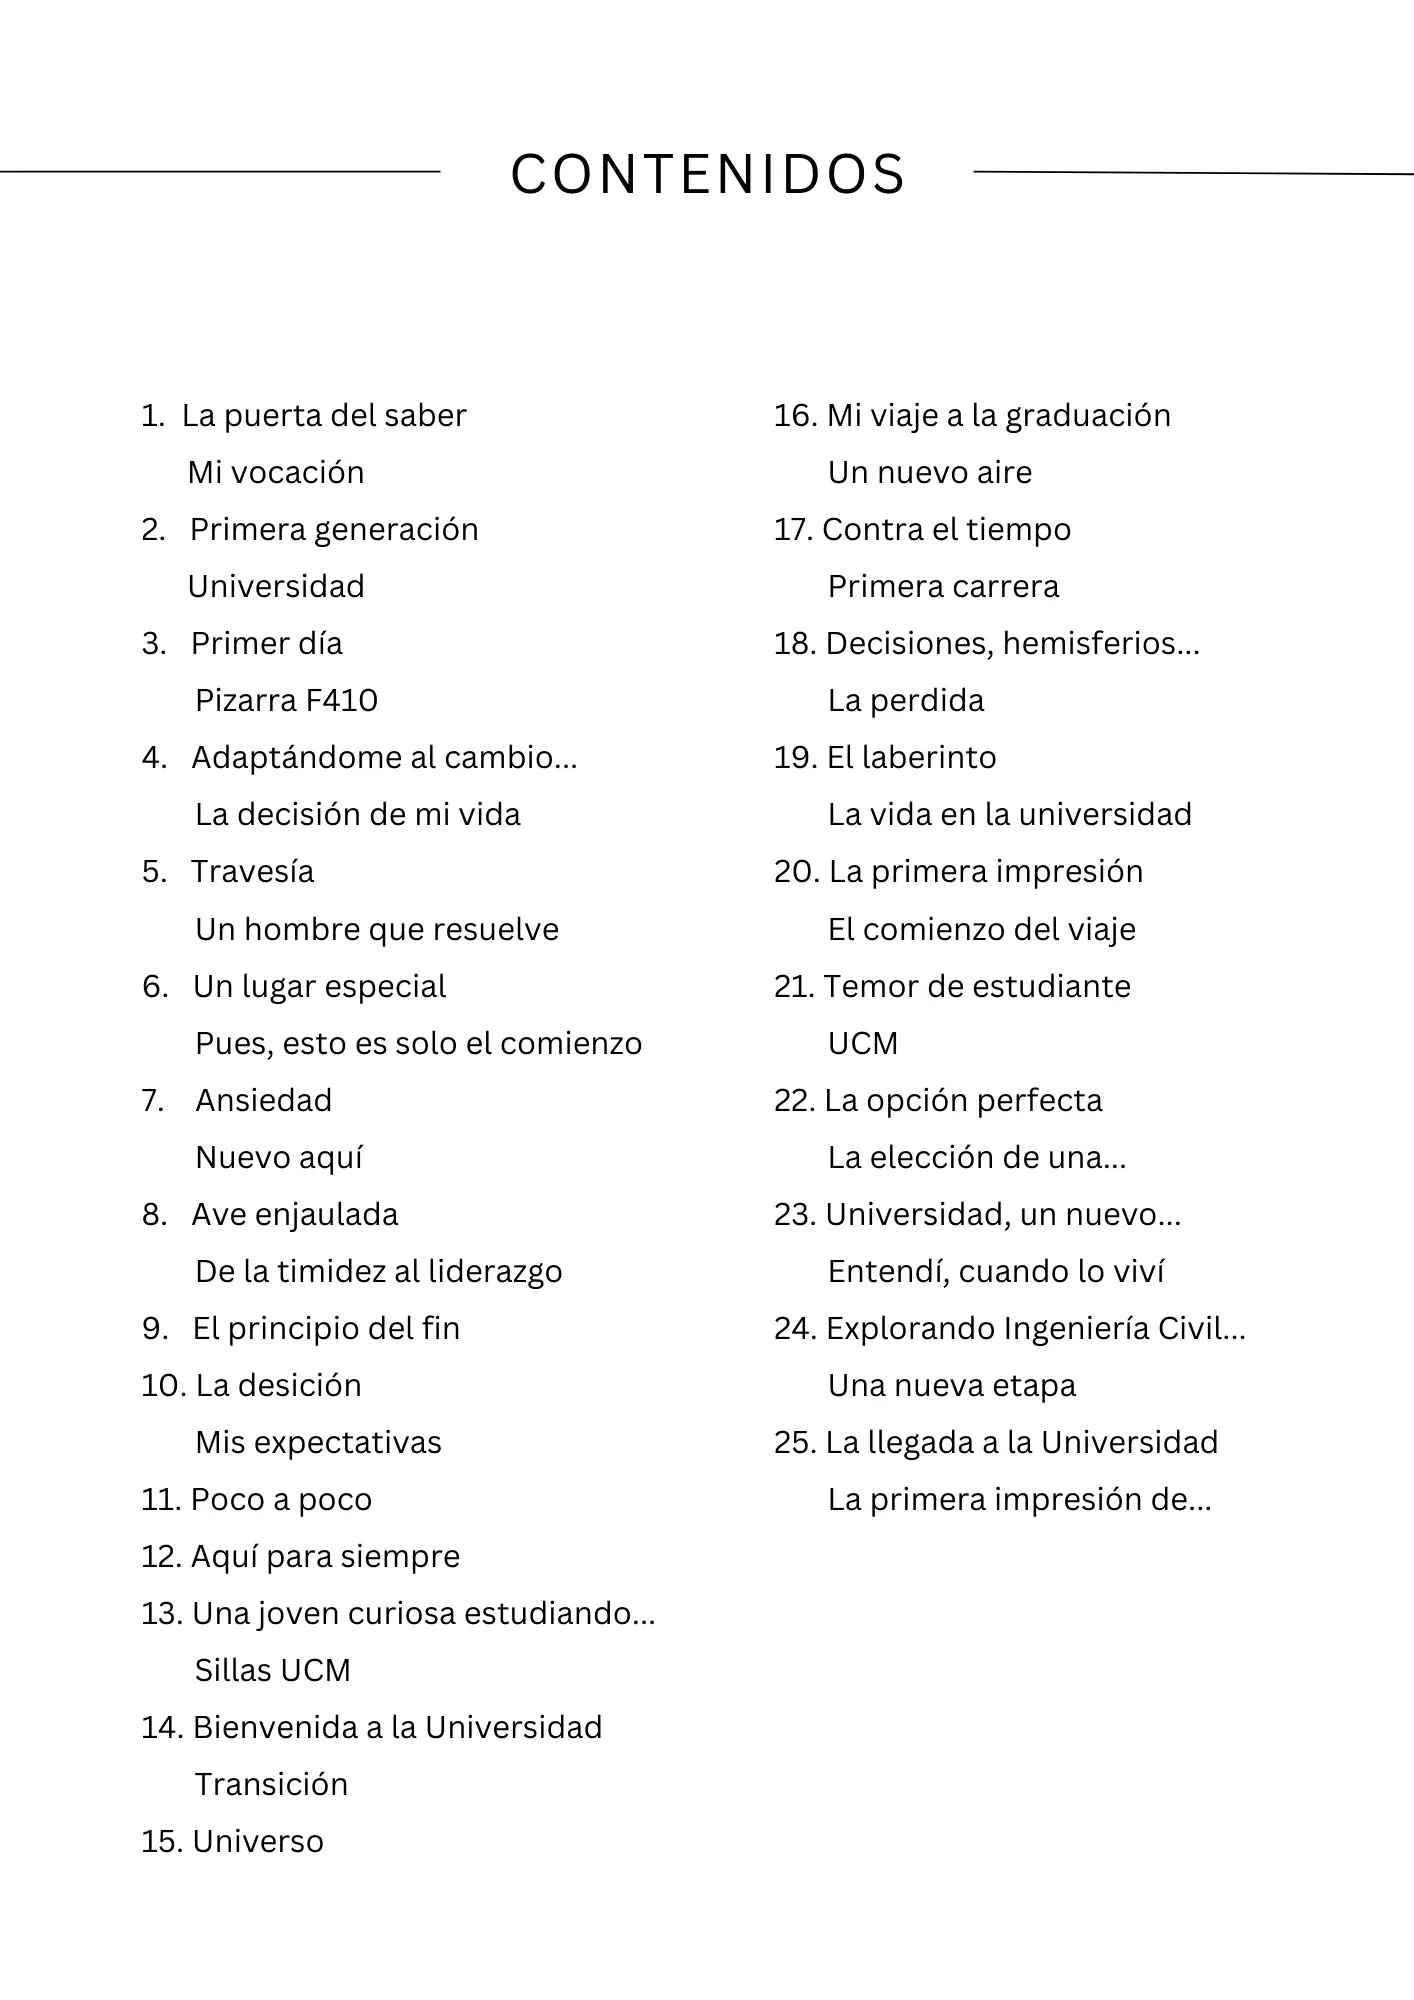 CONTENIDOS
1. La puerta del saber
Mi vocación
2. Primera generación
Universidad
3. Primer día
Pizarra F410
4. Adaptándome al cambio...
La decisión de mi vida
5. Travesía
Un hombre que resuelve
6. Un lugar especial
Pues, esto es solo el comienzo
7. Ansiedad
Nuevo aquí
8. Ave enjaulada
De la timidez al liderazgo
9. El principio del fin
10. La desición
Mis expectativas
11. Poco a poco
12. Aquí para siempre
13. Una joven curiosa estudiando...
Sillas UCM
14. Bienvenida a la Universidad
Transición
15. Universo
16. Mi viaje a la graduación
Un nuevo aire
17. Contra el tiempo
Primera carrera
18. Decisiones, hemisferios...
La perdida
19. El laberinto
La vida en la universidad
20. La primera impresión
El comienzo del viaje
21. Temor de estudiante
UCM
22. La opción perfecta
La elección de una...
23. Universidad, un nuevo...
Entendí, cuando lo viví
24. Explorando Ingeniería Civil...
Una nueva etapa
25. La llegada a la Universidad
La primera impresión de...